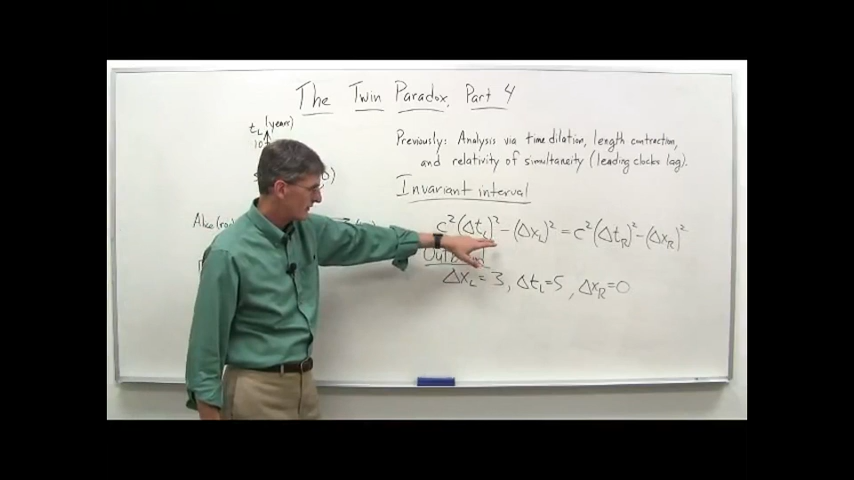 The Twin Paradox, Part 4
t_L (years)
10
Previously: Analysis via time dilation, length contraction,
and relativity of simultaneity (leading clocks lag).
Invariant interval
c²(Δt_L)² - (Δx_L)² = c²(Δt_R)² - (Δx_R)²
Δx_L = 3, Δt_L = 5, Δx_R = 0